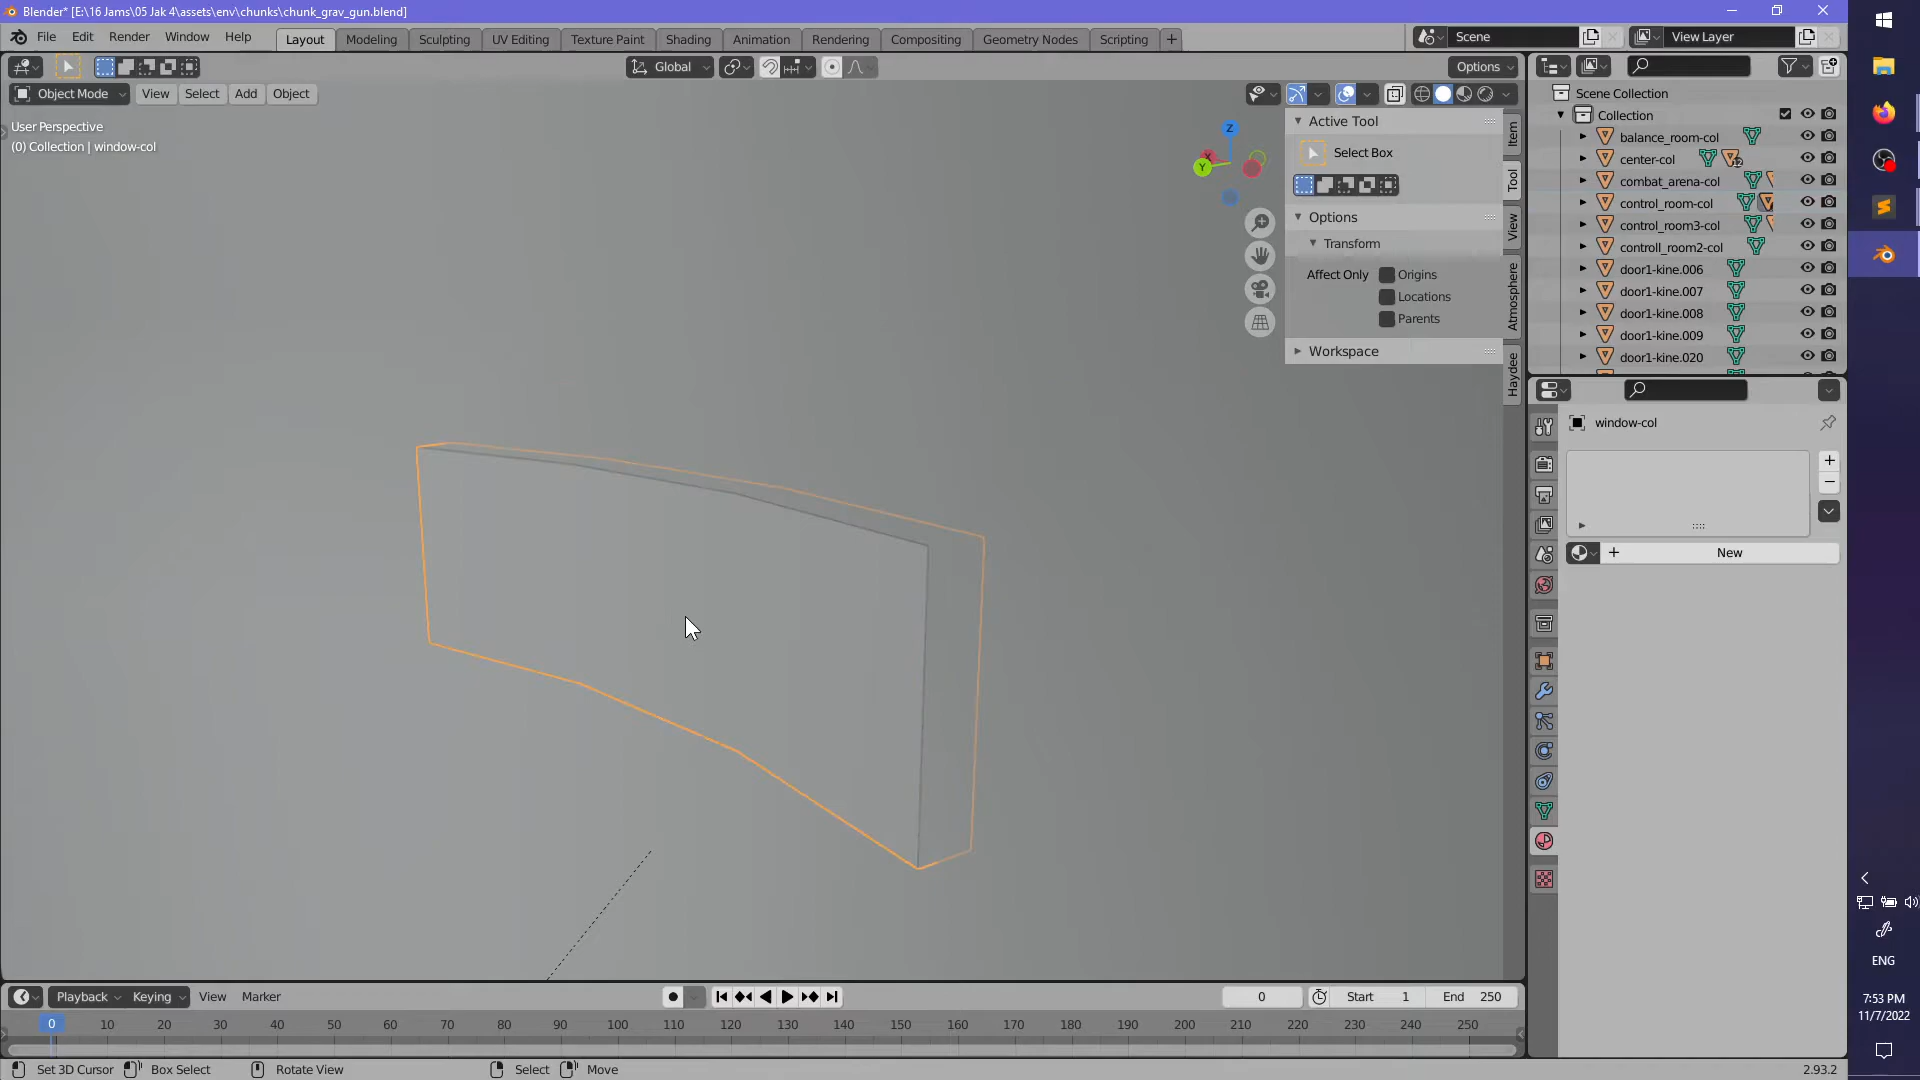 Blender* [E:\16 Jams\05 Jak 4\assets\env\chunks\chunk_grav_gun.blend]
File Edit Render Window Help Layout Modeling Sculpting UV Editing Texture Paint Shading Animation Rendering Compositing Geometry Nodes Scripting + Scene View Layer
Global Options
Object Mode View Select Add Object
User Perspective
(0) Collection | window-col
Z
X
Y
Active Tool
Select Box
Options
Transform
Affect Only Origins
Locations
Parents
Workspace
Item
Tool
View
Atmosphere
Haydee
Scene Collection
Collection
balance_room-col
center-col 12
combat_arena-col
control_room-col
control_room3-col
controll_room2-col
door1-kine.006
door1-kine.007
door1-kine.008
door1-kine.009
door1-kine.020
window-col
+ New
Playback Keying View Marker 0 Start 1 End 250
0 10 20 30 40 50 60 70 80 90 100 110 120 130 140 150 160 170 180 190 200 210 220 230 240 250
Set 3D Cursor Box Select Rotate View Select Move 2.93.2
ENG
7:53 PM
11/7/2022